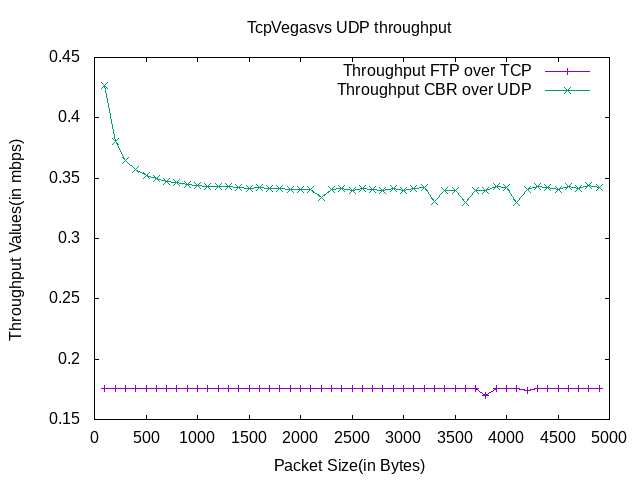 TcpVegasvs UDP throughput
Throughput FTP over TCP
Throughput CBR over UDP
Throughput Values(in mbps)
0.45
0.4
0.35
0.3
0.25
0.2
0.15
0 500 1000 1500 2000 2500 3000 3500 4000 4500 5000
Packet Size(in Bytes)